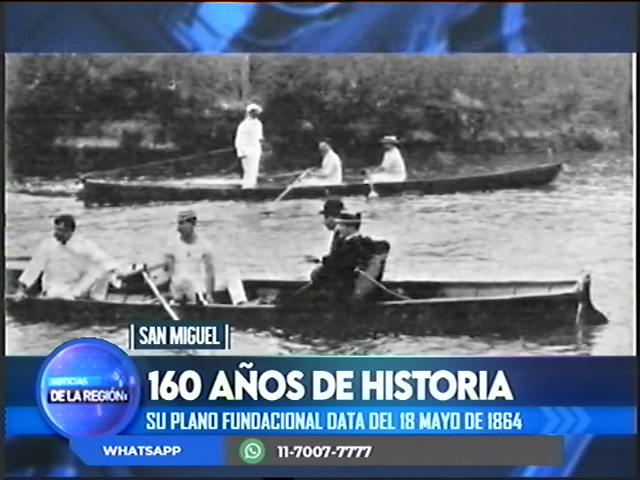 SAN MIGUEL
NOTICIAS
DE LA REGIÓN
160 AÑOS DE HISTORIA
SU PLANO FUNDACIONAL DATA DEL 18 MAYO DE 1864
WHATSAPP
11-7007-7777